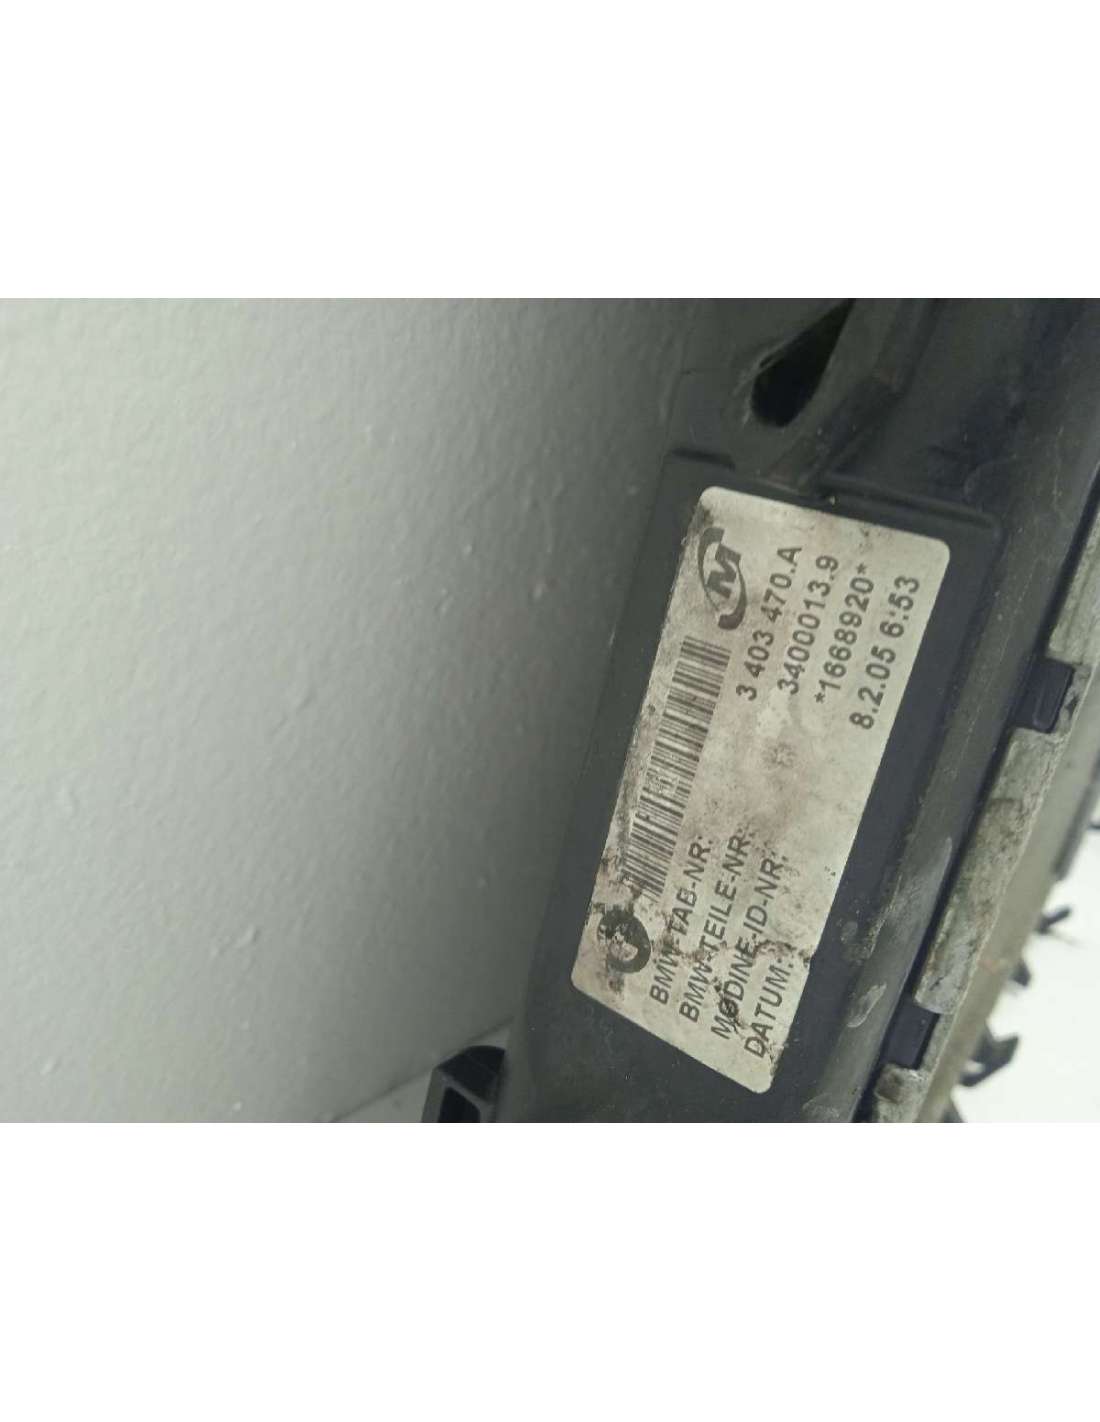 M
BMW-TAB-NR: 3 403 470.A
BMW-TEILE-NR: 3400013.9
MODINE-ID-NR: *1668920*
DATUM: 8.2.05 6:53